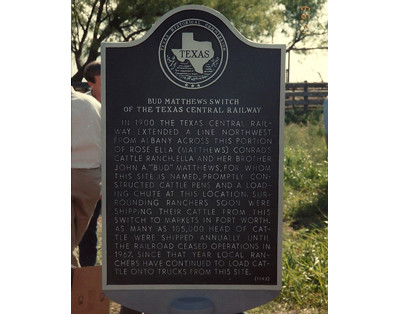 TEXAS HISTORICAL COMMISSION
TEXAS
BUD MATTHEWS SWITCH
OF THE TEXAS CENTRAL RAILWAY
IN 1900 THE TEXAS CENTRAL RAIL-
WAY EXTENDED A LINE NORTHWEST
FROM ALBANY ACROSS THIS PORTION
OF ROSE ELLA (MATTHEWS) CONRADS
CATTLE RANCH. ELLA AND HER BROTHER
JOHN A. "BUD" MATTHEWS, FOR WHOM
THIS SITE IS NAMED, PROMPTLY CON-
STRUCTED CATTLE PENS AND A LOAD-
ING CHUTE AT THIS LOCATION. SUR-
ROUNDING RANCHERS SOON WERE
SHIPPING THEIR CATTLE FROM THIS
SWITCH TO MARKETS IN FORT WORTH.
AS MANY AS 105,000 HEAD OF CAT-
TLE WERE SHIPPED ANNUALLY UNTIL
THE RAILROAD CEASED OPERATIONS IN
1967. SINCE THAT YEAR LOCAL RAN-
CHERS HAVE CONTINUED TO LOAD CAT-
TLE ONTO TRUCKS FROM THIS SITE.